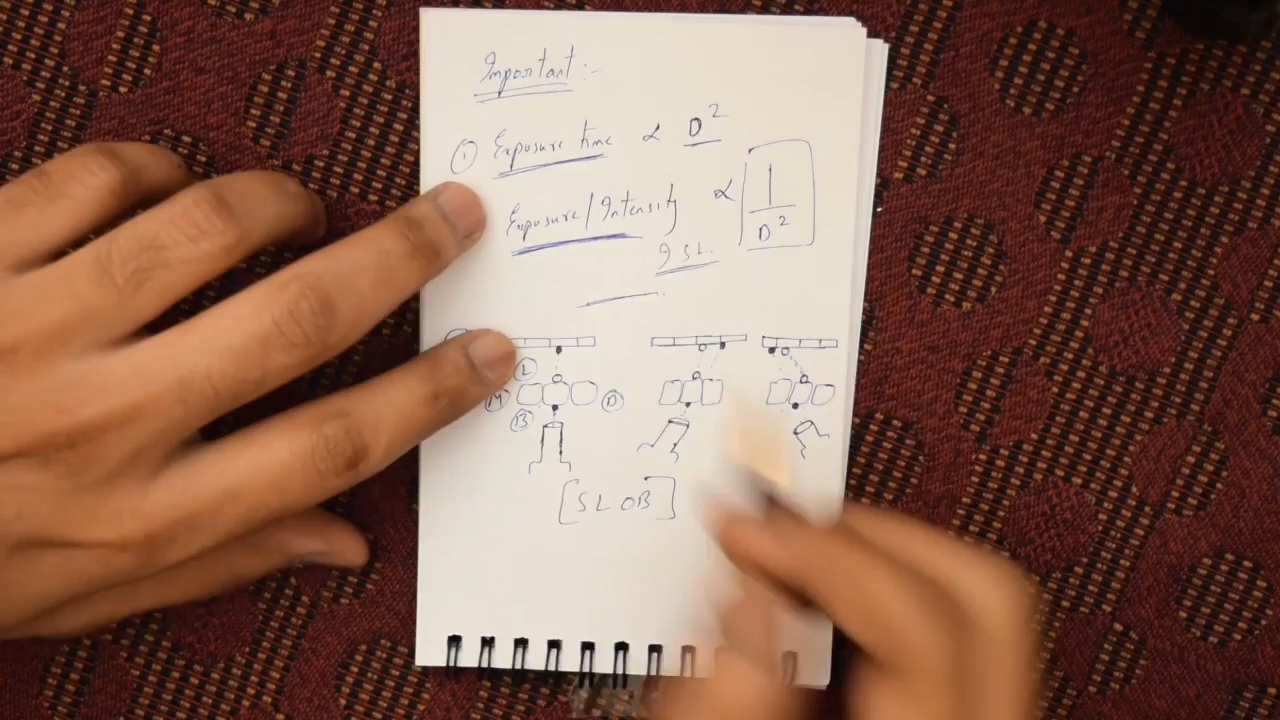 Important :-
① Exposure time ∝ D²
Exposure/Intensity ∝ 1/D²
ISL
L
M D
B
[SLOB]